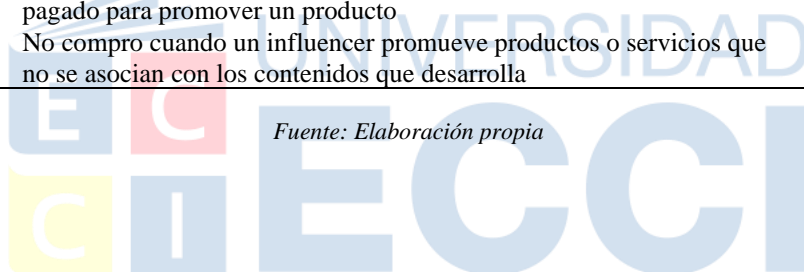 pagado para promover un producto
UNIVERSIDAD
No compro cuando un influencer promueve productos o servicios que
no se asocian con los contenidos que desarrolla
E C
Fuente: Elaboración propia
C I
ECCI